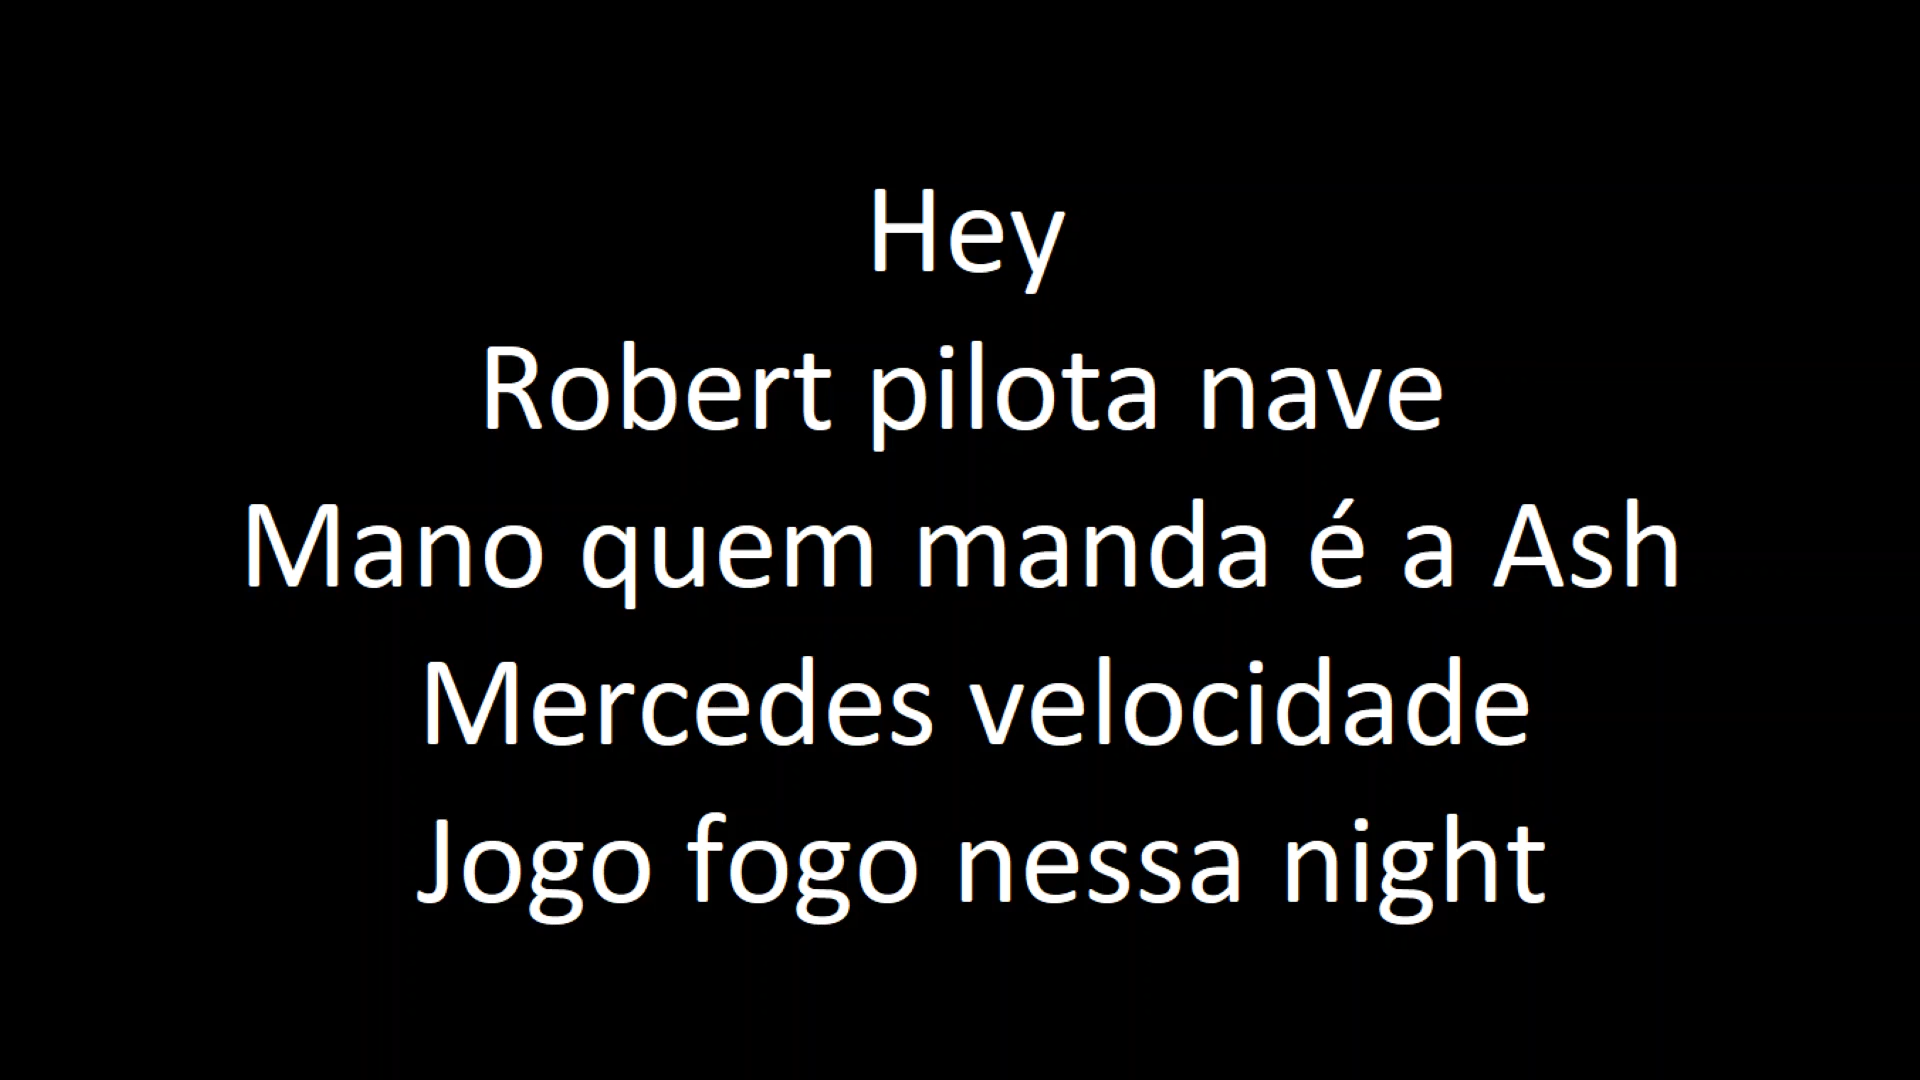 Hey
Robert pilota nave
Mano quem manda é a Ash
Mercedes velocidade
Jogo fogo nessa night